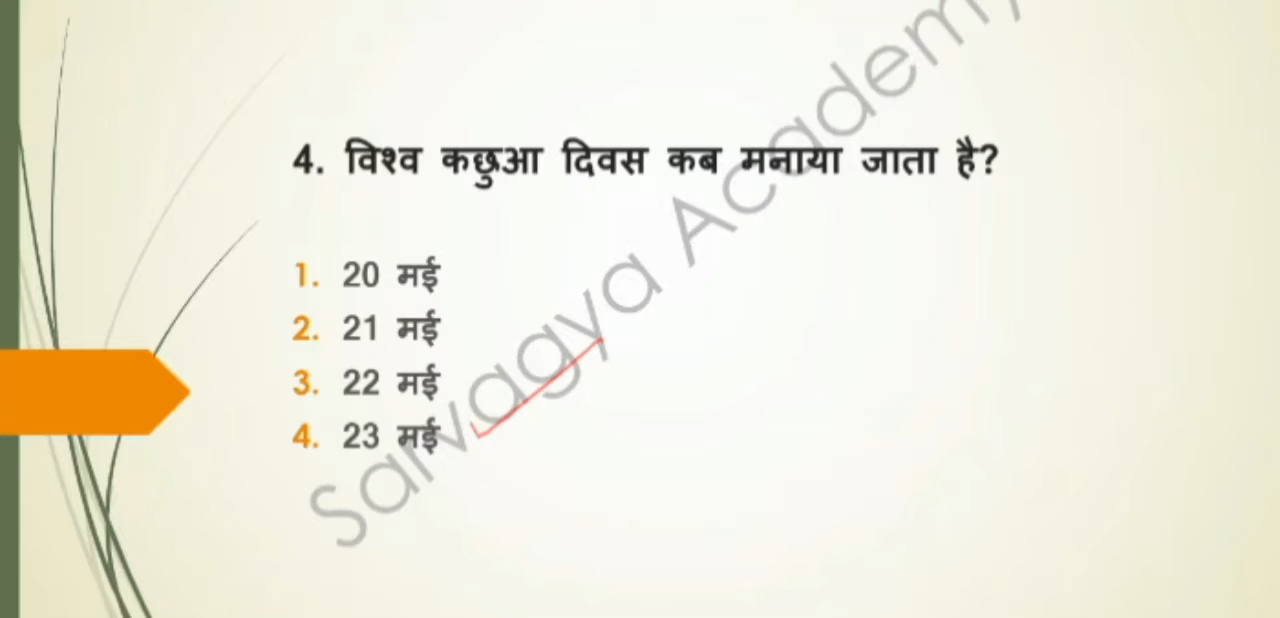 4. विश्व कछुआ दिवस कब मनाया जाता है?
1. 20 मई
2. 21 मई
3. 22 मई
4. 23 मई
Sarvagya Academy